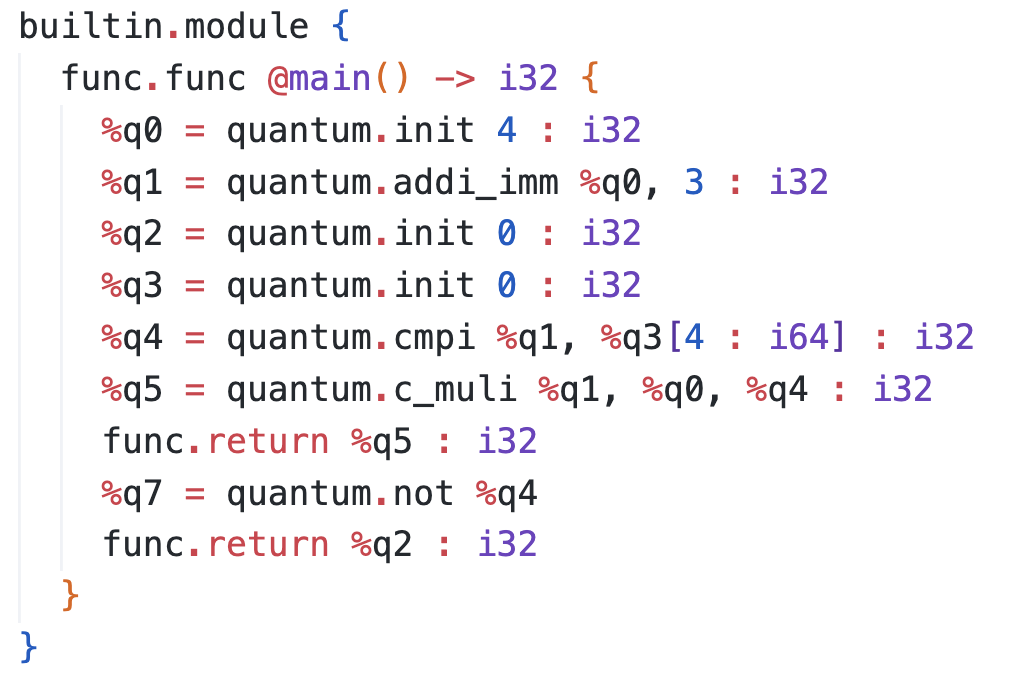 builtin.module {
  func.func @main() -> i32 {
    %q0 = quantum.init 4 : i32
    %q1 = quantum.addi_imm %q0, 3 : i32
    %q2 = quantum.init 0 : i32
    %q3 = quantum.init 0 : i32
    %q4 = quantum.cmpi %q1, %q3[4 : i64] : i32
    %q5 = quantum.c_muli %q1, %q0, %q4 : i32
    func.return %q5 : i32
    %q7 = quantum.not %q4
    func.return %q2 : i32
  }
}